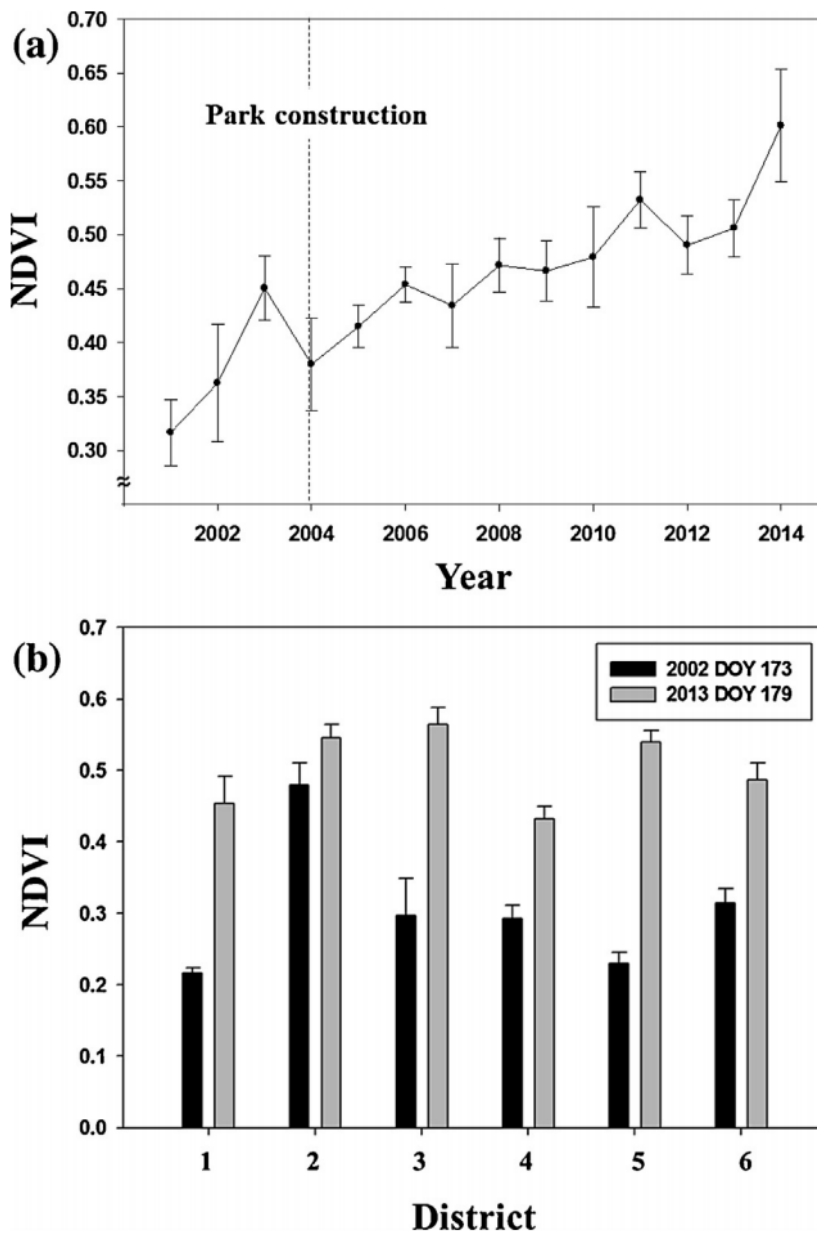 (a)
0.70
0.65
0.60
0.55
0.50
0.45
0.40
0.35
0.30
≈
NDVI
Park construction
2002 2004 2006 2008 2010 2012 2014
Year
(b)
0.7
0.6
0.5
0.4
0.3
0.2
0.1
0.0
NDVI
2002 DOY 173
2013 DOY 179
1 2 3 4 5 6
District